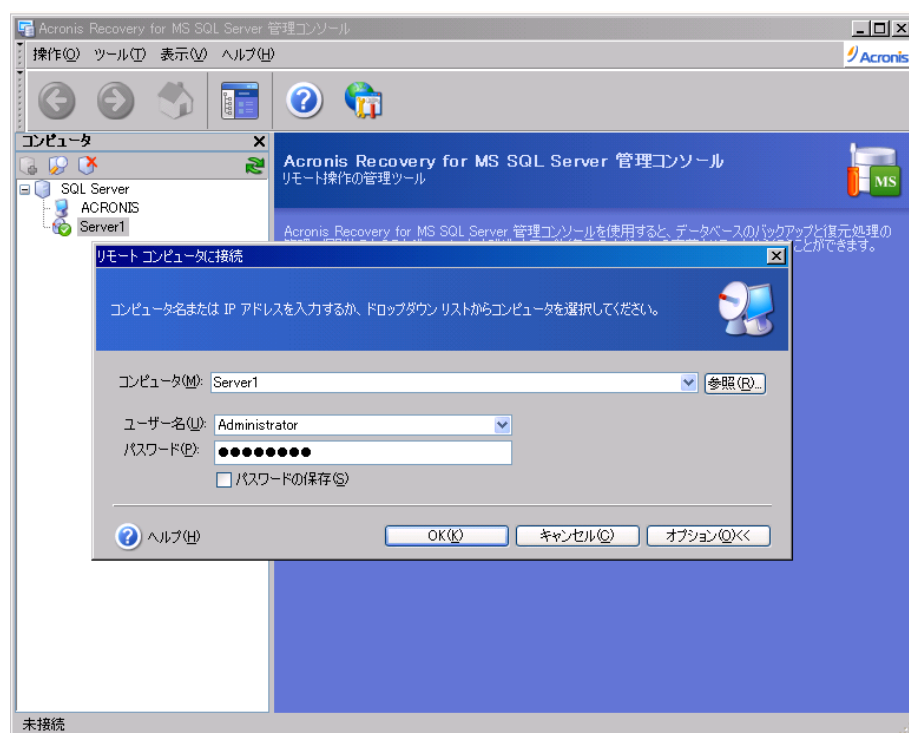 Acronis Recovery for MS SQL Server 管理コンソール
操作(O) ツール(T) 表示(V) ヘルプ(H)
Acronis
コンピュータ
SQL Server
ACRONIS
Server1
Acronis Recovery for MS SQL Server 管理コンソール
リモート操作の管理ツール
MS
Acronis Recovery for MS SQL Server 管理コンソールを使用すると、データベースのバックアップと復元処理の
とができます。
リモート コンピュータに接続
コンピュータ名または IP アドレスを入力するか、ドロップダウン リストからコンピュータを選択してください。
コンピュータ(M): Server1 参照(R)...
ユーザー名(U): Administrator
パスワード(P): ●●●●●●●●
パスワードの保存(S)
ヘルプ(H) OK(K) キャンセル(C) オプション(O)<<
未接続